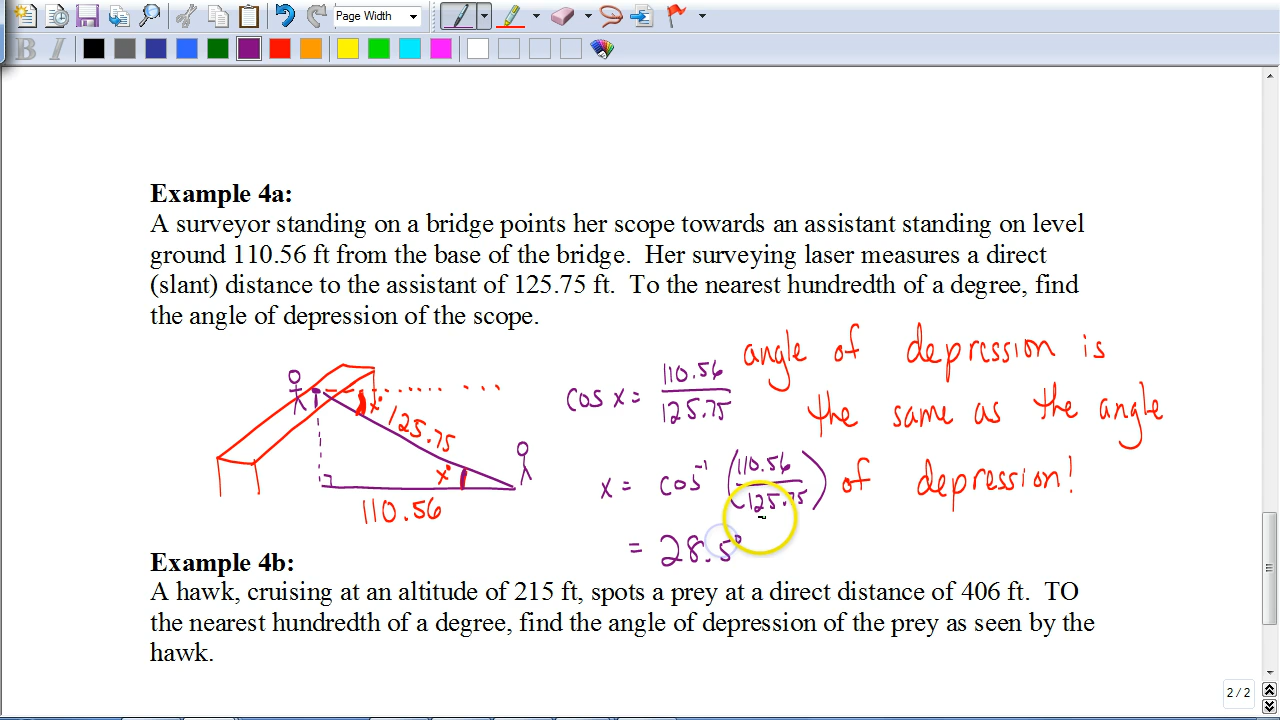 Page Width
B I
Example 4a:
A surveyor standing on a bridge points her scope towards an assistant standing on level
ground 110.56 ft from the base of the bridge. Her surveying laser measures a direct
(slant) distance to the assistant of 125.75 ft. To the nearest hundredth of a degree, find
the angle of depression of the scope.
x°
125.75
x°
110.56
cos x = 110.56 / 125.75
x = cos⁻¹ (110.56 / 125.75)
= 28.5°
angle of depression is
the same as the angle
of depression!
Example 4b:
A hawk, cruising at an altitude of 215 ft, spots a prey at a direct distance of 406 ft. TO
the nearest hundredth of a degree, find the angle of depression of the prey as seen by the
hawk.
2 / 2